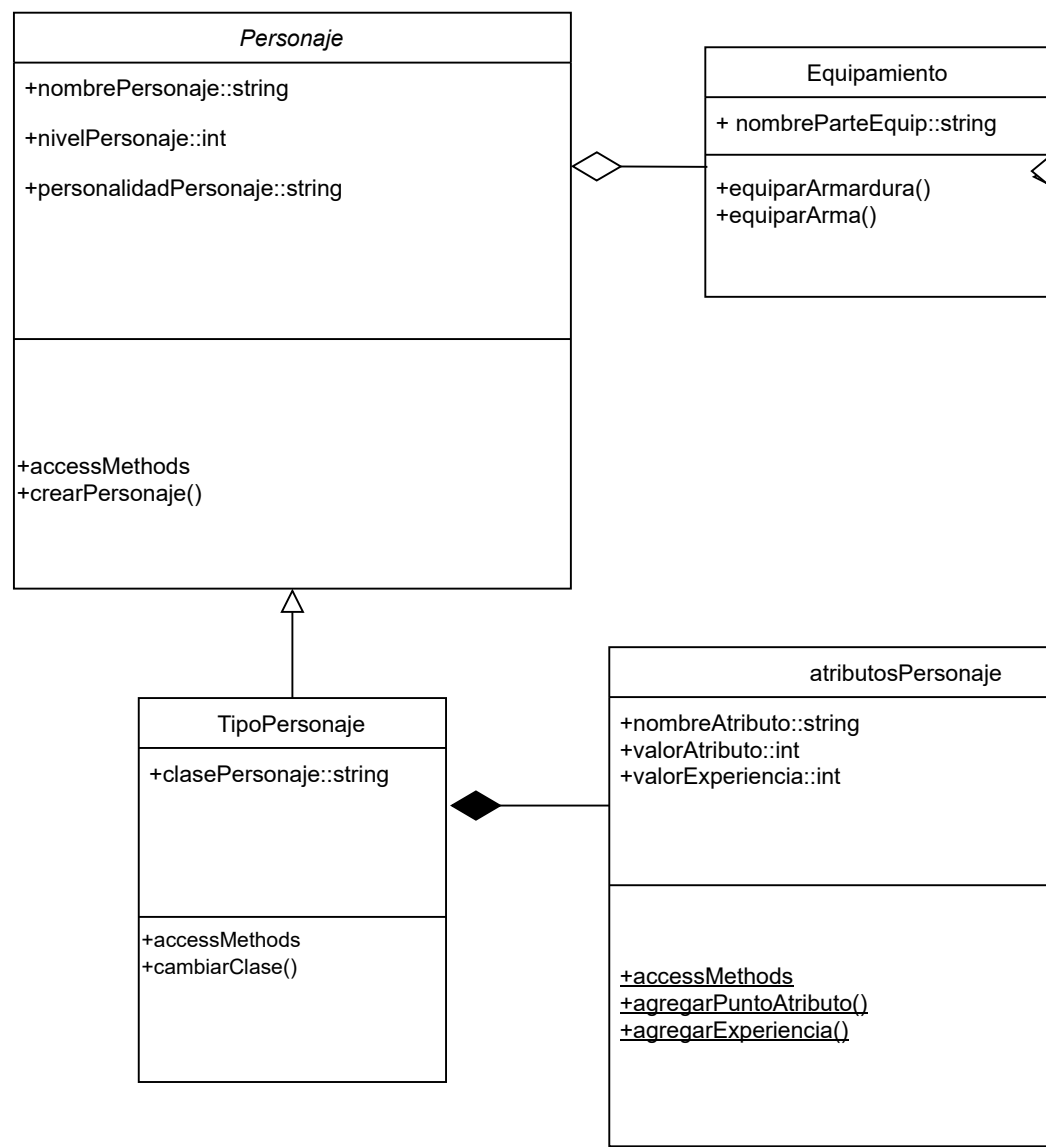 Personaje
+nombrePersonaje::string
+nivelPersonaje::int
+personalidadPersonaje::string
+accessMethods
+crearPersonaje()
Equipamiento
+ nombreParteEquip::string
+equiparArmardura()
+equiparArma()
TipoPersonaje
+clasePersonaje::string
+accessMethods
+cambiarClase()
atributosPersonaje
+nombreAtributo::string
+valorAtributo::int
+valorExperiencia::int
+accessMethods
+agregarPuntoAtributo()
+agregarExperiencia()